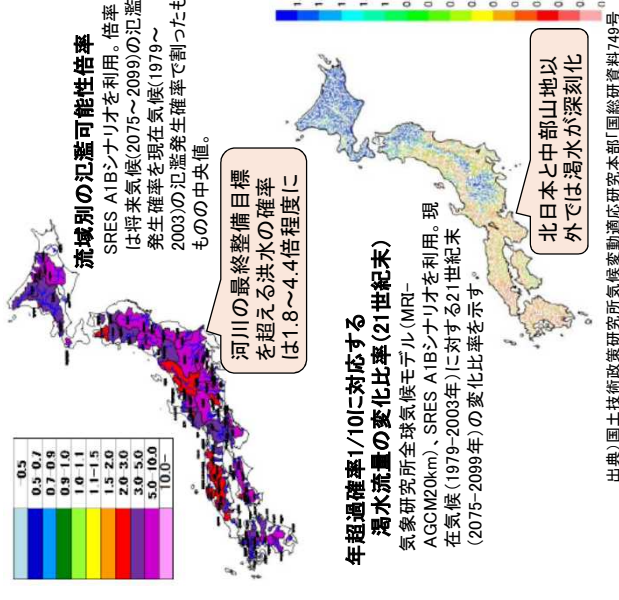 -0.5
0.5-0.7
0.7-0.9
0.9-1.0
1.0-1.1
1.1-1.5
1.5-2.0
2.0-3.0
3.0-5.0
5.0-10.0
10.0-
流域別の氾濫可能性倍率
SRES A1Bシナリオを利用。倍率
は将来気候(2075～2099)の氾濫
発生確率を現在気候(1979～
2003)の氾濫発生確率で割ったも
ものの中央値。
河川の最終整備目標
を超える洪水の確率
は1.8～4.4倍程度に
年超過確率1/10に対応する
渇水流量の変化比率(21世紀末)
気象研究所全球気候モデル(MRI-
AGCM20km)、SRES A1Bシナリオを利用。現
在気候(1979-2003年)に対する21世紀末
(2075-2099年)の変化比率を示す
北日本と中部山地以
外では渇水が深刻化
出典)国土技術政策研究所気候変動適応研究本部「国総研資料749号